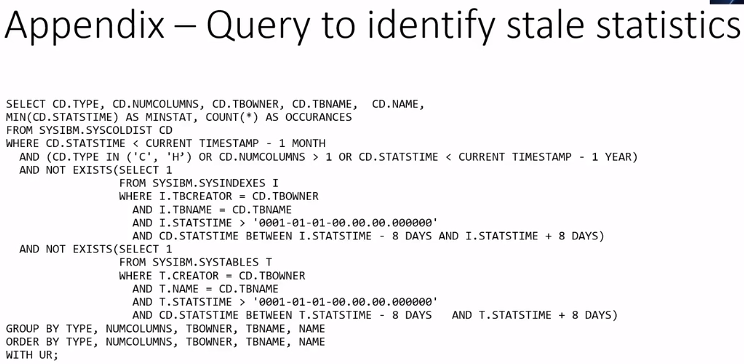 Appendix – Query to identify stale statistics
SELECT CD.TYPE, CD.NUMCOLUMNS, CD.TBOWNER, CD.TBNAME,  CD.NAME,
MIN(CD.STATSTIME) AS MINSTAT, COUNT(*) AS OCCURANCES
FROM SYSIBM.SYSCOLDIST CD
WHERE CD.STATSTIME < CURRENT TIMESTAMP - 1 MONTH
  AND (CD.TYPE IN ('C', 'H’) OR CD.NUMCOLUMNS > 1 OR CD.STATSTIME < CURRENT TIMESTAMP - 1 YEAR)
  AND NOT EXISTS(SELECT 1
                 FROM SYSIBM.SYSINDEXES I
                 WHERE I.TBCREATOR = CD.TBOWNER
                   AND I.TBNAME = CD.TBNAME
                   AND I.STATSTIME > '0001-01-01-00.00.00.000000'
                   AND CD.STATSTIME BETWEEN I.STATSTIME - 8 DAYS AND I.STATSTIME + 8 DAYS)
  AND NOT EXISTS(SELECT 1
                 FROM SYSIBM.SYSTABLES T
                 WHERE T.CREATOR = CD.TBOWNER
                   AND T.NAME = CD.TBNAME
                   AND T.STATSTIME > '0001-01-01-00.00.00.000000'
                   AND CD.STATSTIME BETWEEN T.STATSTIME - 8 DAYS   AND T.STATSTIME + 8 DAYS)
GROUP BY TYPE, NUMCOLUMNS, TBOWNER, TBNAME, NAME
ORDER BY TYPE, NUMCOLUMNS, TBOWNER, TBNAME, NAME
WITH UR;